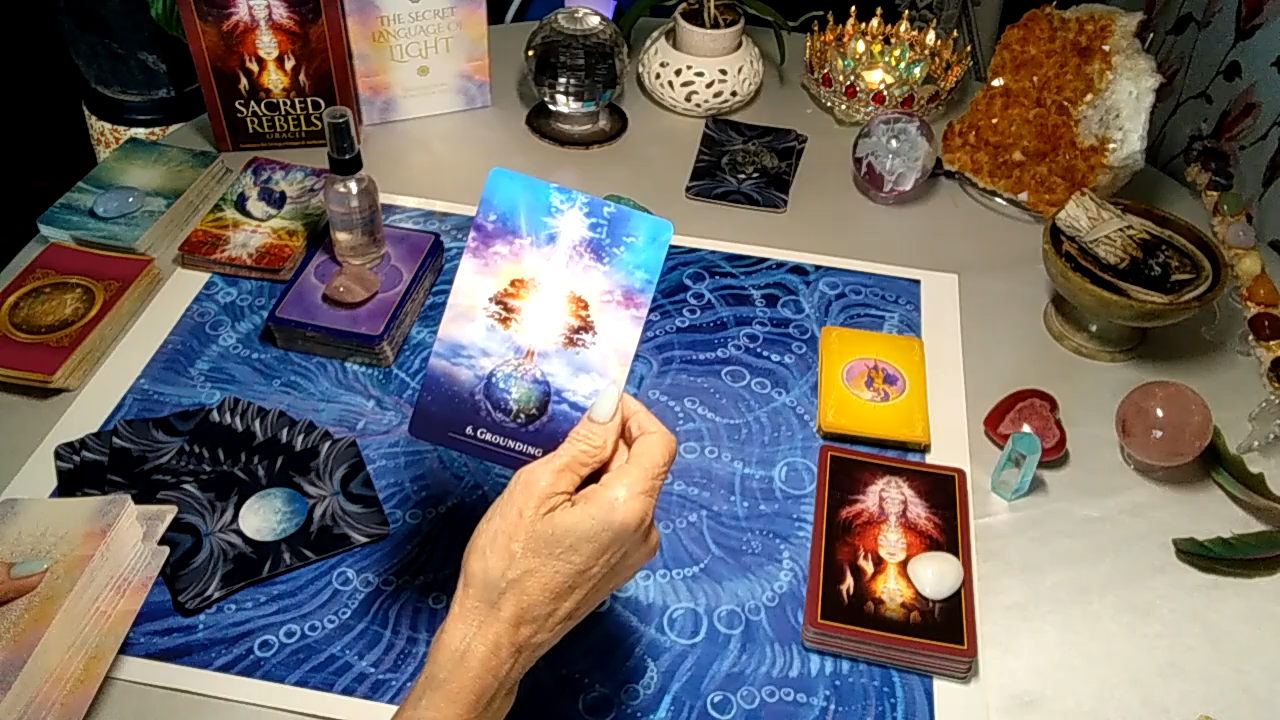 SACRED
REBELS
ORACLE
THE SECRET
LANGUAGE OF
LIGHT
6. GROUNDING